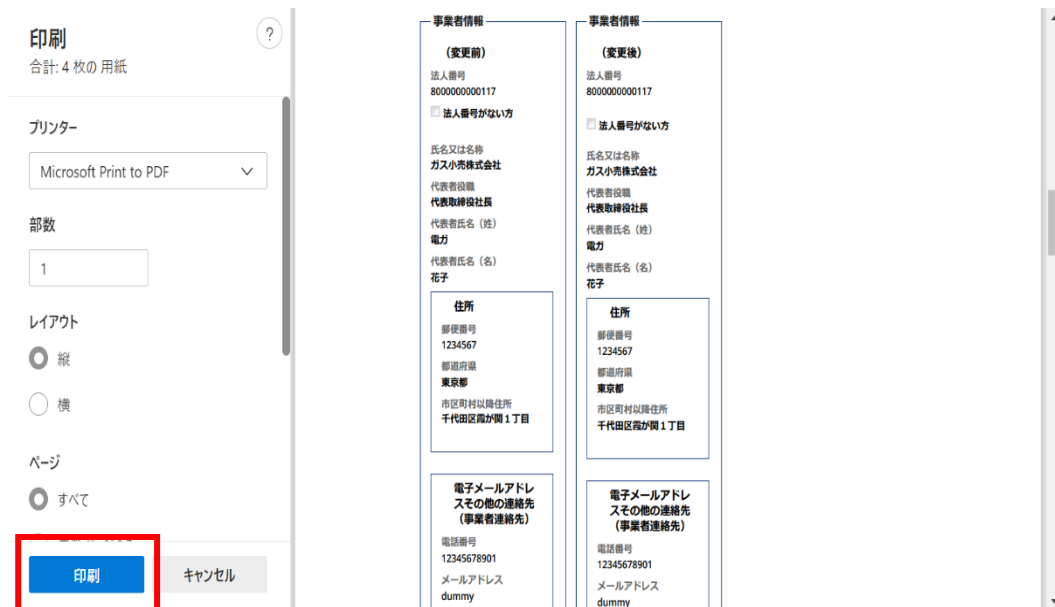 印刷
?
合計: 4 枚の 用紙
プリンター
Microsoft Print to PDF
部数
1
レイアウト
縦
横
ページ
すべて
印刷
キャンセル
事業者情報
(変更前)
法人番号
8000000000117
法人番号がない方
氏名又は名称
ガス小売株式会社
代表者役職
代表取締役社長
代表者氏名（姓）
電ガ
代表者氏名（名）
花子
住所
郵便番号
1234567
都道府県
東京都
市区町村以降住所
千代田区霞が関１丁目
電子メールアドレ
スその他の連絡先
（事業者連絡先）
電話番号
12345678901
メールアドレス
dummy
事業者情報
(変更後)
法人番号
8000000000117
法人番号がない方
氏名又は名称
ガス小売株式会社
代表者役職
代表取締役社長
代表者氏名（姓）
電ガ
代表者氏名（名）
花子
住所
郵便番号
1234567
都道府県
東京都
市区町村以降住所
千代田区霞が関１丁目
電子メールアドレ
スその他の連絡先
（事業者連絡先）
電話番号
12345678901
メールアドレス
dummy